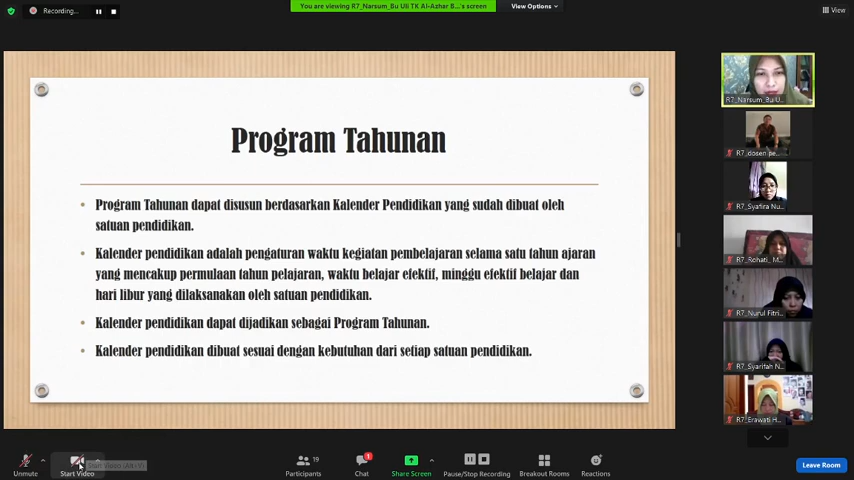 Recording...
You are viewing R7_Narsum_Bu Uli TK Al-Azhar B...'s screen
View Options
View
Program Tahunan
Program Tahunan dapat disusun berdasarkan Kalender Pendidikan yang sudah dibuat oleh
satuan pendidikan.
Kalender pendidikan adalah pengaturan waktu kegiatan pembelajaran selama satu tahun ajaran
yang mencakup permulaan tahun pelajaran, waktu belajar efektif, minggu efektif belajar dan
hari libur yang dilaksanakan oleh satuan pendidikan.
Kalender pendidikan dapat dijadikan sebagai Program Tahunan.
Kalender pendidikan dibuat sesuai dengan kebutuhan dari setiap satuan pendidikan.
R7_Narsum_Bu U...
R7_dosen pe...
R7_Syafira Nu...
R7_Rohati_ M...
R7_Nurul Fitri...
R7_Syarifah N...
R7_Erawati H...
Unmute
Start Video
Start Video (Alt+V)
Participants
19
Chat
1
Share Screen
Pause/Stop Recording
Breakout Rooms
Reactions
Leave Room